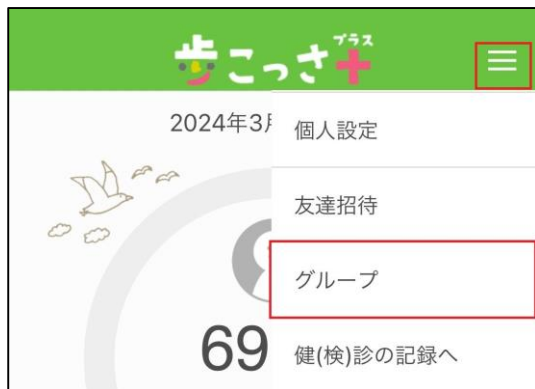 歩こっさ+
プラス
2024年3月
個人設定
友達招待
グループ
69
健(検)診の記録へ